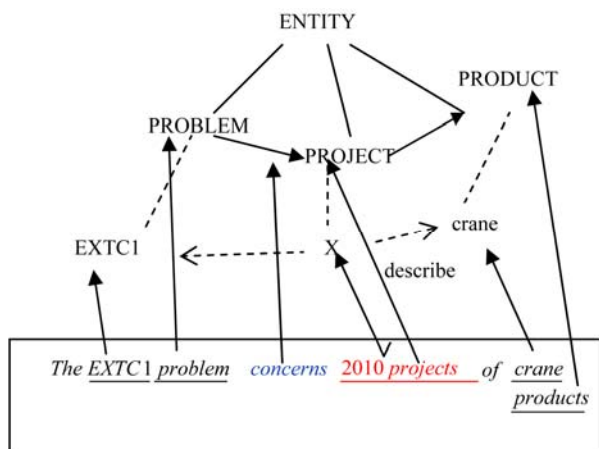 ENTITY
PRODUCT
PROBLEM
PROJECT
crane
EXTC1
X
describe
The EXTC1 problem concerns 2010 projects of crane
products